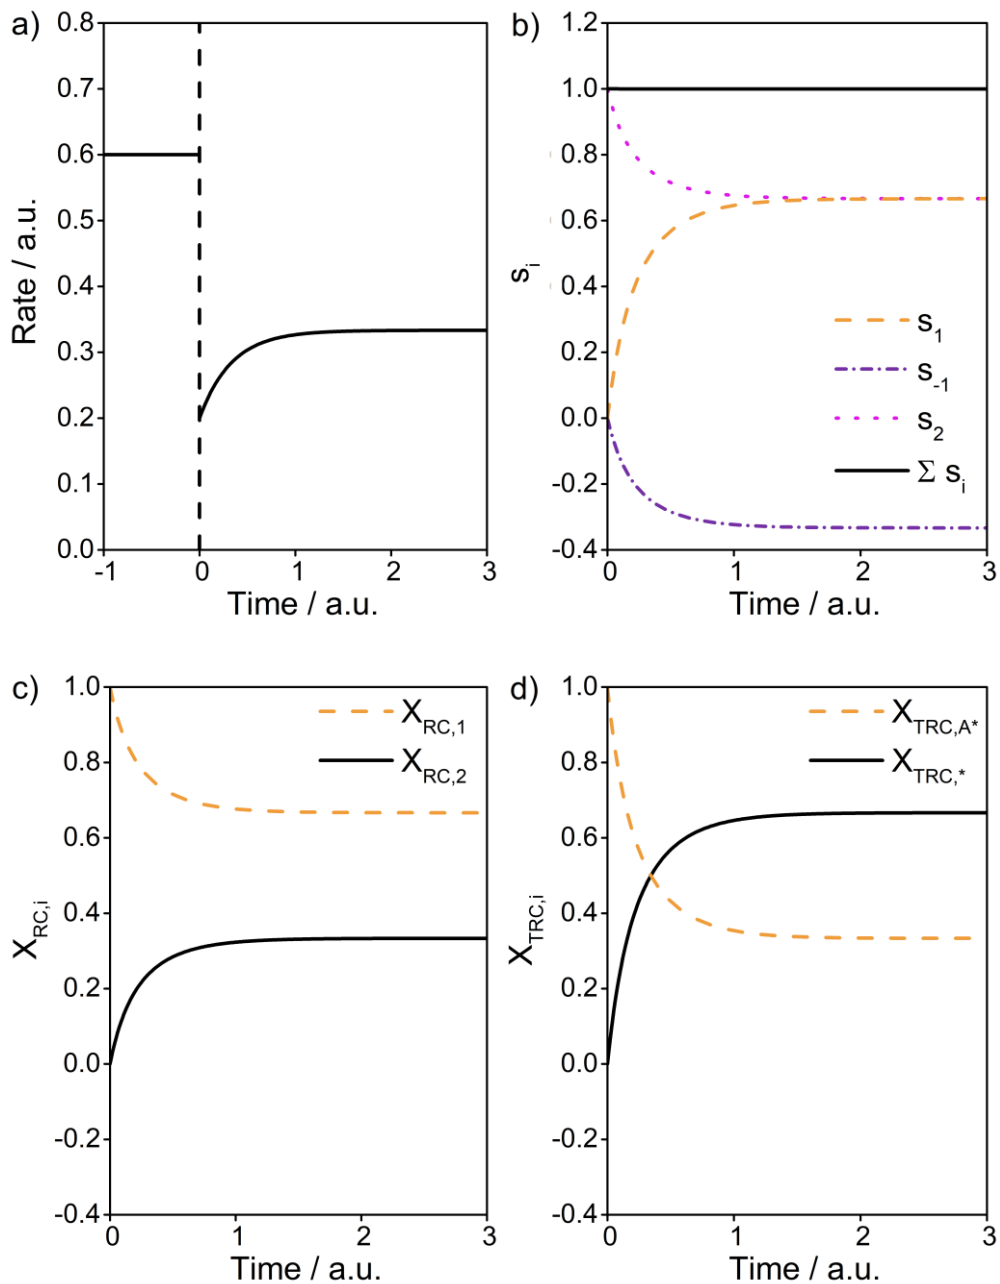 a)
0.8
0.7
0.6
0.5
0.4
0.3
0.2
0.1
0.0
Rate / a.u.
-1 0 1 2 3
Time / a.u.
b)
1.2
1.0
0.8
0.6
0.4
0.2
0.0
-0.2
-0.4
s_i
s_1
s_-1
s_2
Σ s_i
0 1 2 3
Time / a.u.
c)
1.0
0.8
0.6
0.4
0.2
0.0
-0.2
-0.4
X_RC,i
X_RC,1
X_RC,2
0 1 2 3
Time / a.u.
d)
1.0
0.8
0.6
0.4
0.2
0.0
-0.2
-0.4
X_TRC,i
X_TRC,A*
X_TRC,*
0 1 2 3
Time / a.u.